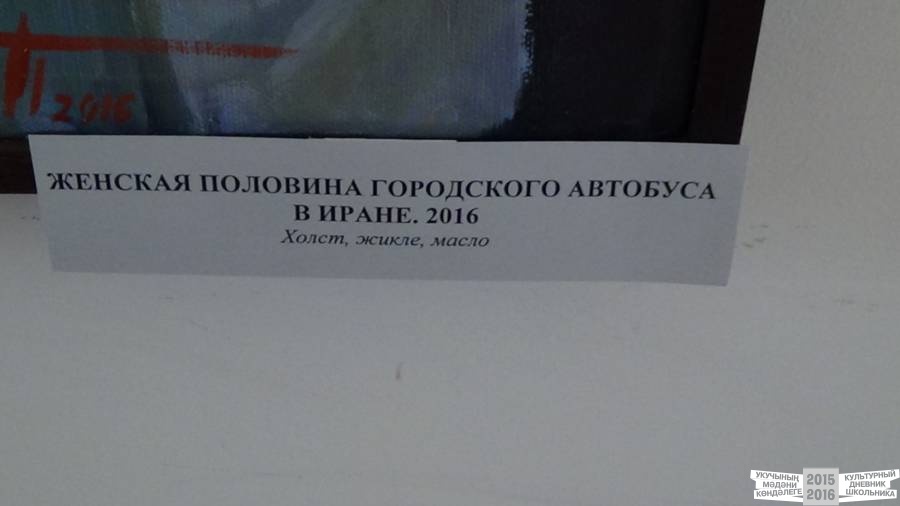 2016
ЖЕНСКАЯ ПОЛОВИНА ГОРОДСКОГО АВТОБУСА
В ИРАНЕ. 2016
Холст, жикле, масло
УКУЧЫНЫҢ
МӘДӘНИ
КӨНДӘЛЕГЕ
2015
2016
КУЛЬТУРНЫЙ
ДНЕВНИК
ШКОЛЬНИКА